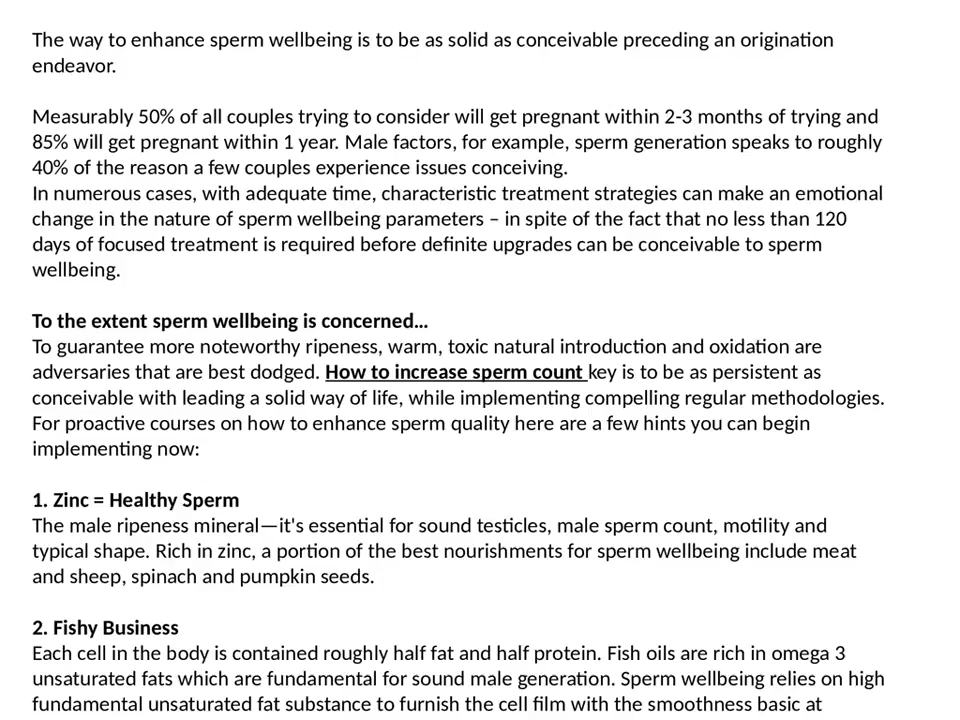 The way to enhance sperm wellbeing is to be as solid as conceivable preceding an origination
endeavor.
Measurably 50% of all couples trying to consider will get pregnant within 2-3 months of trying and
85% will get pregnant within 1 year. Male factors, for example, sperm generation speaks to roughly
40% of the reason a few couples experience issues conceiving.
In numerous cases, with adequate time, characteristic treatment strategies can make an emotional
change in the nature of sperm wellbeing parameters – in spite of the fact that no less than 120
days of focused treatment is required before definite upgrades can be conceivable to sperm
wellbeing.
To the extent sperm wellbeing is concerned…
To guarantee more noteworthy ripeness, warm, toxic natural introduction and oxidation are
adversaries that are best dodged. How to increase sperm count key is to be as persistent as
conceivable with leading a solid way of life, while implementing compelling regular methodologies.
For proactive courses on how to enhance sperm quality here are a few hints you can begin
implementing now:
1. Zinc = Healthy Sperm
The male ripeness mineral—it's essential for sound testicles, male sperm count, motility and
typical shape. Rich in zinc, a portion of the best nourishments for sperm wellbeing include meat
and sheep, spinach and pumpkin seeds.
2. Fishy Business
Each cell in the body is contained roughly half fat and half protein. Fish oils are rich in omega 3
unsaturated fats which are fundamental for sound male generation. Sperm wellbeing relies on high
fundamental unsaturated fat substance to furnish the cell film with the smoothness basic at